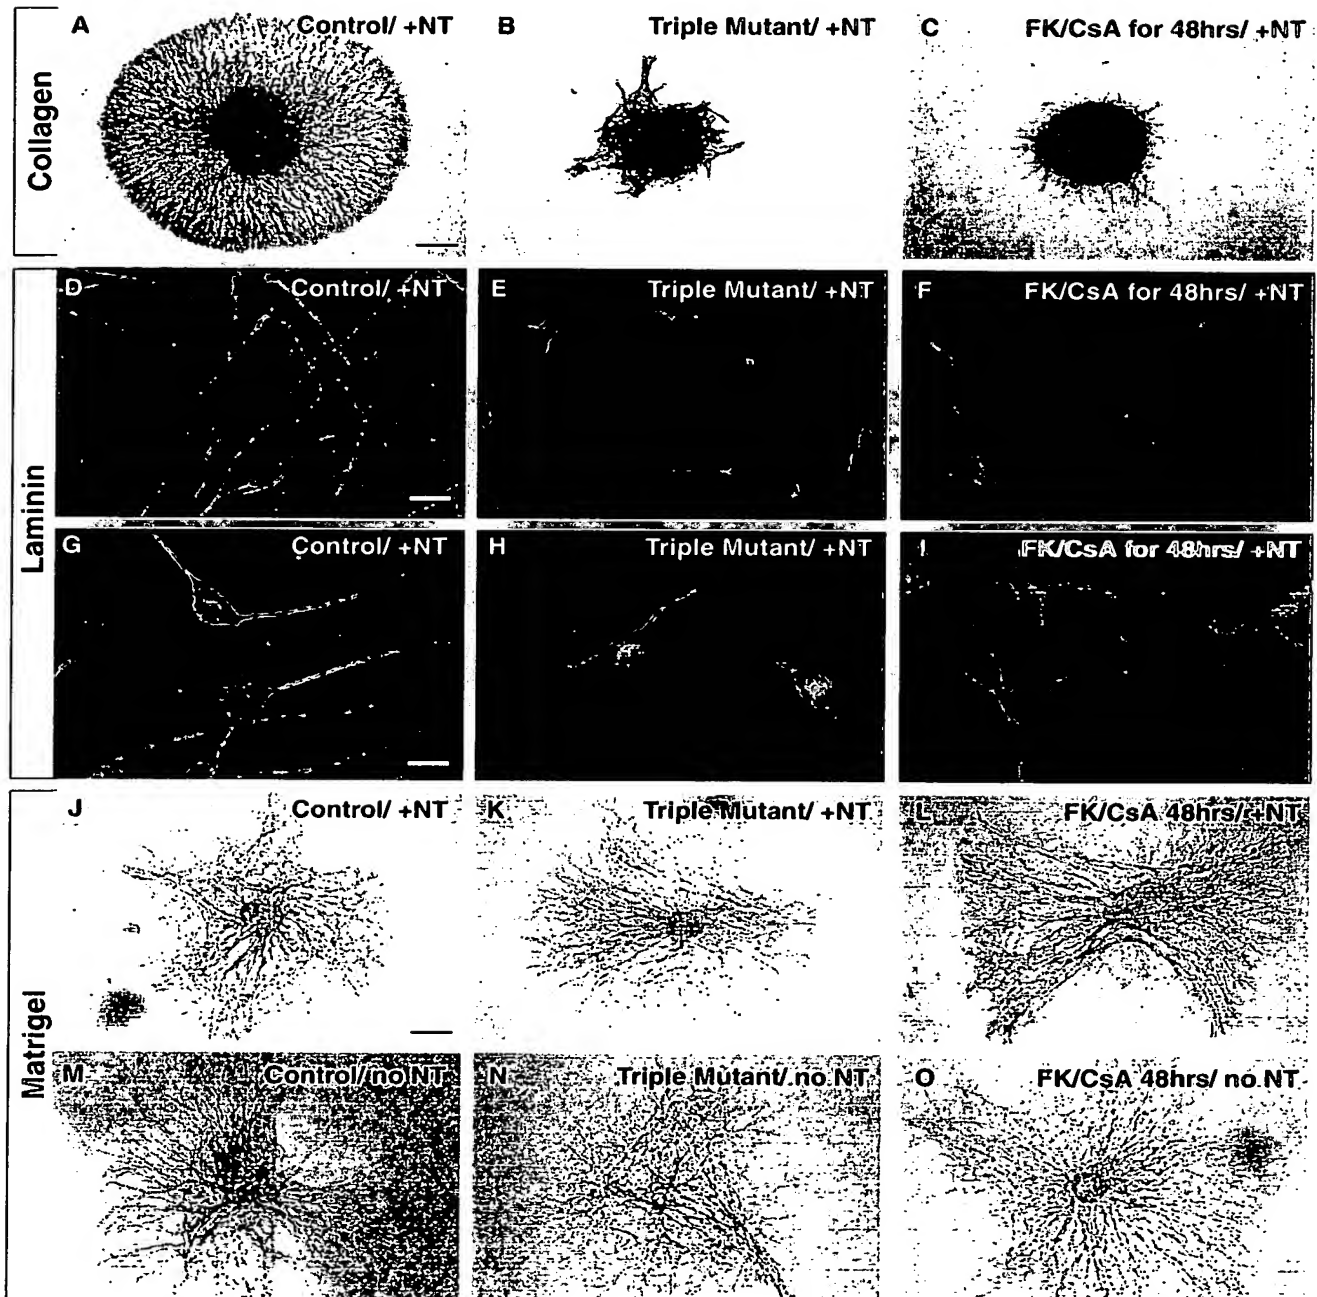 Collagen
A Control/ +NT
B Triple Mutant/ +NT
C FK/CsA for 48hrs/ +NT
Laminin
D Control/ +NT
E Triple Mutant/ +NT
F FK/CsA for 48hrs/ +NT
G Control/ +NT
H Triple Mutant/ +NT
I FK/CsA for 48hrs/ +NT
Matrigel
J Control/ +NT
K Triple Mutant/ +NT
L FK/CsA 48hrs/r+NT
M Control/ no NT
N Triple Mutant/ no NT
O FK/CsA 48hrs/ no NT